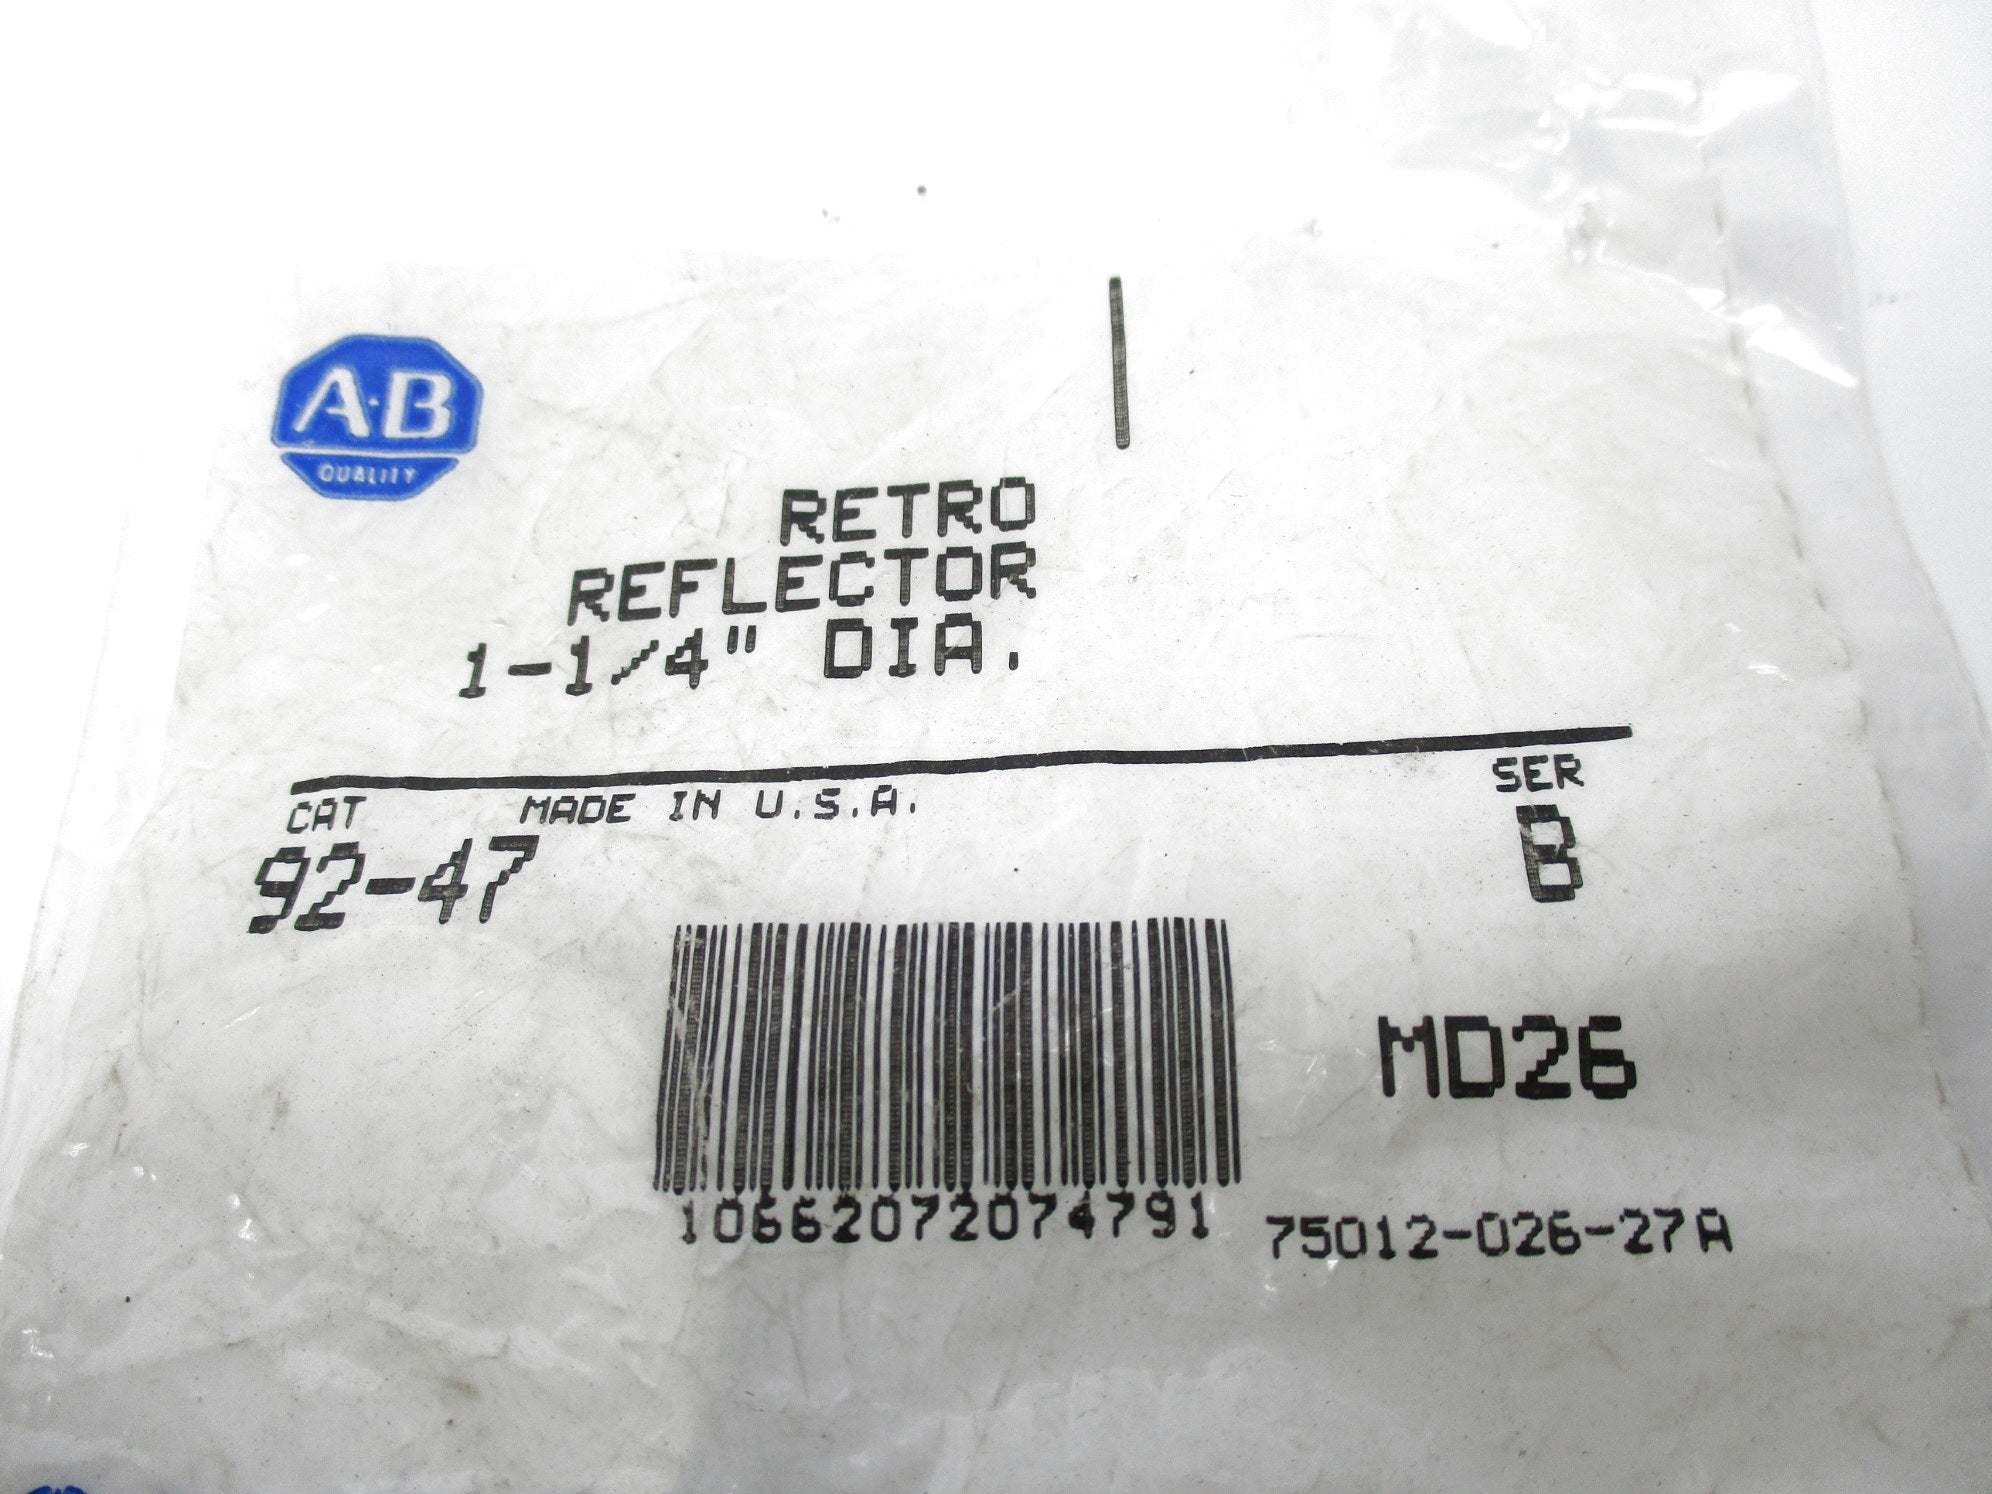 A·B
QUALITY
RETRO
REFLECTOR
1-1/4" DIA.
CAT MADE IN U.S.A. SER
92-47 B
MD26
10662072074791 75012-026-27A